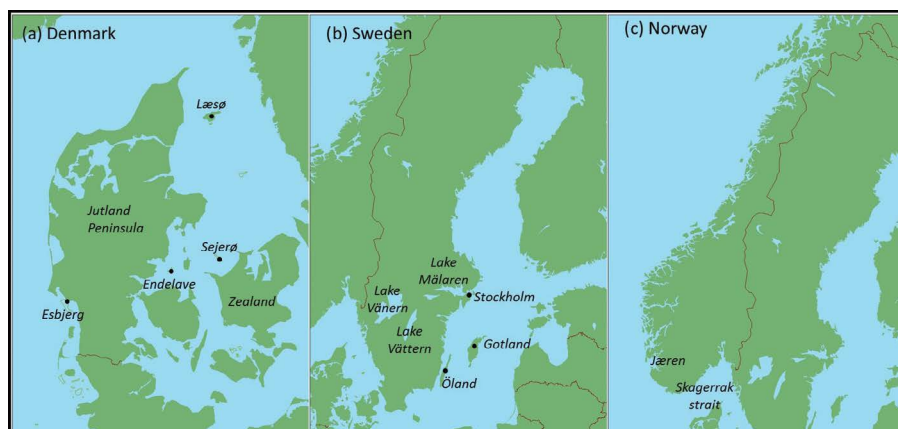 (a) Denmark
Læsø
Jutland
Peninsula
Sejerø
Endelave
Zealand
Esbjerg
(b) Sweden
Lake
Mälaren
Lake
Vänern
Stockholm
Lake
Vättern
Gotland
Öland
(c) Norway
Jæren
Skagerrak
strait